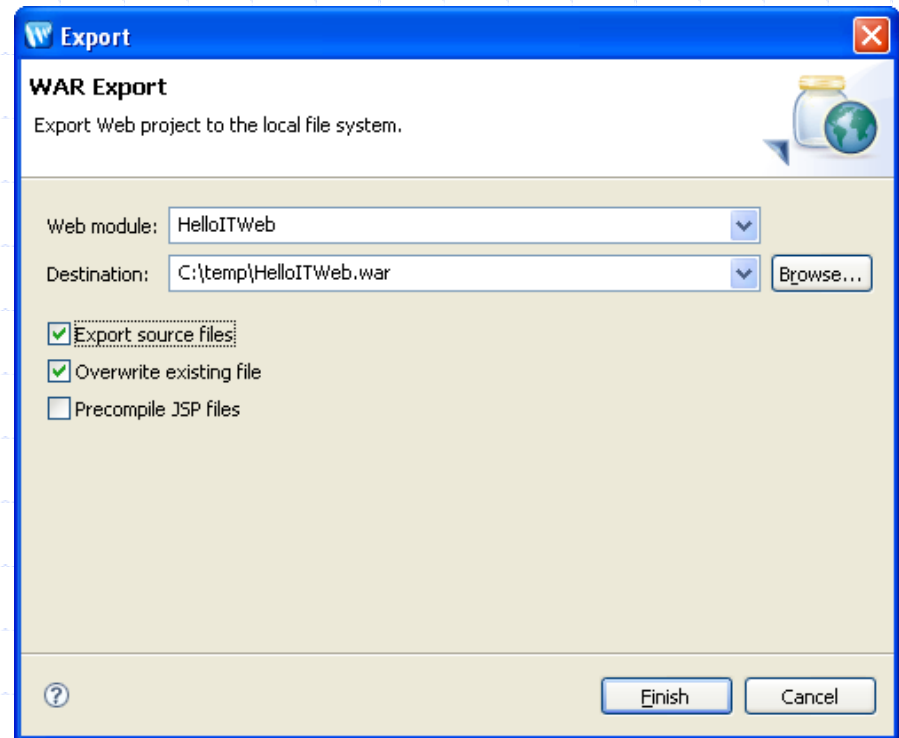 Export
WAR Export
Export Web project to the local file system.
Web module: HelloITWeb
Destination: C:\temp\HelloITWeb.war Browse...
Export source files
Overwrite existing file
Precompile JSP files
? Finish Cancel